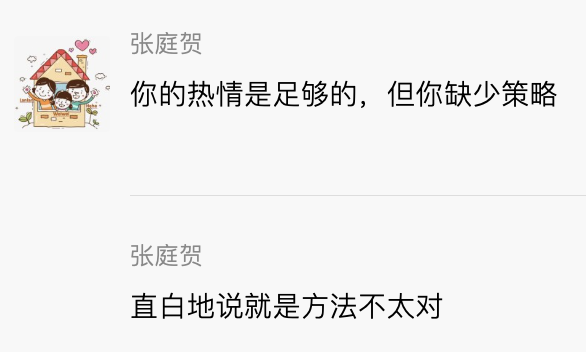 张庭贺
你的热情是足够的，但你缺少策略
张庭贺
直白地说就是方法不太对